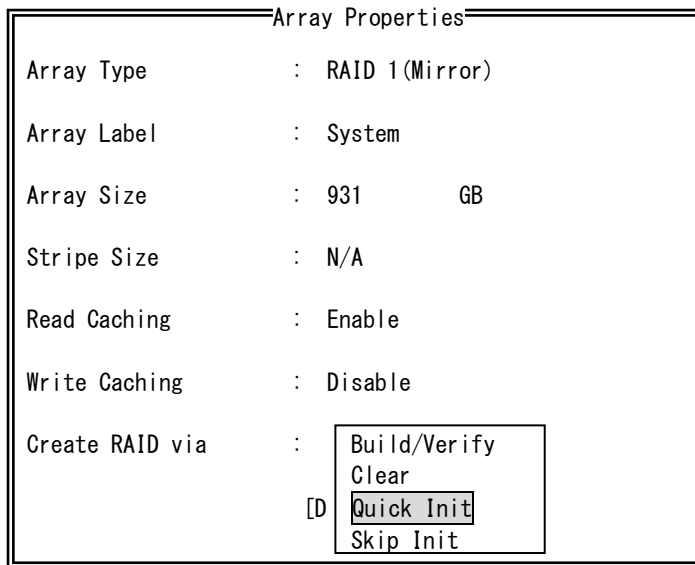 Array Properties
Array Type : RAID 1(Mirror)
Array Label : System
Array Size : 931 GB
Stripe Size : N/A
Read Caching : Enable
Write Caching : Disable
Create RAID via : Build/Verify
Clear
[D Quick Init
Skip Init